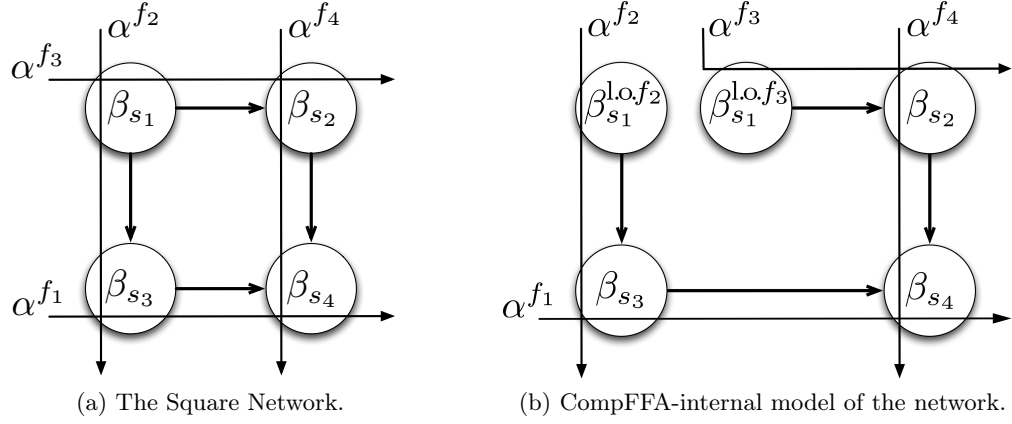 α^{f_2} α^{f_4}
α^{f_3}
β_{s_1} β_{s_2}
β_{s_3} β_{s_4}
α^{f_1}
(a) The Square Network.
α^{f_2} α^{f_3} α^{f_4}
β_{s_1}^{l.o.f_2} β_{s_1}^{l.o.f_3} β_{s_2}
β_{s_3} β_{s_4}
α^{f_1}
(b) CompFFA-internal model of the network.